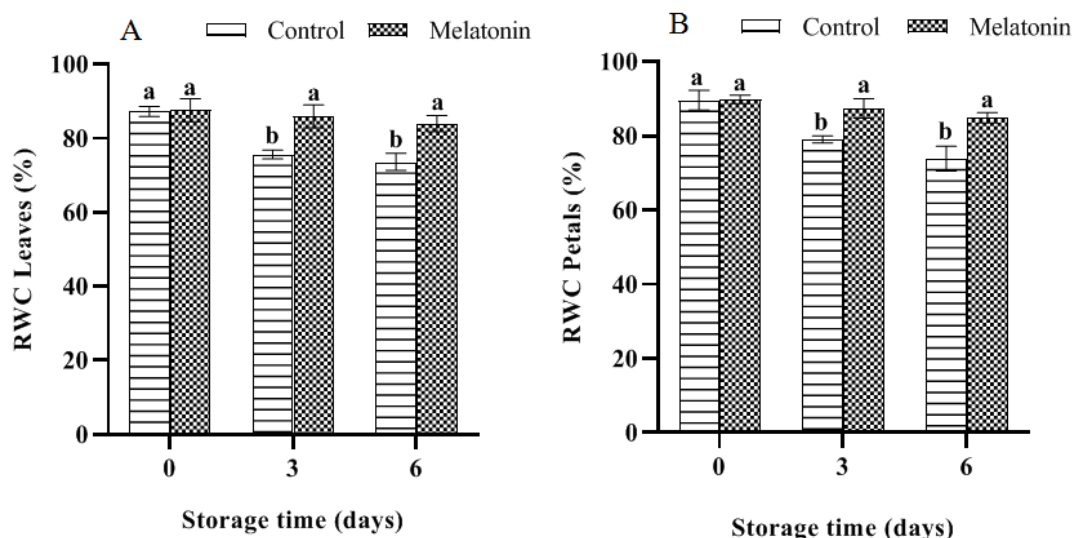 A Control Melatonin
100
80
60
40
20
0
RWC Leaves (%)
a a
b a
b a
0 3 6
Storage time (days)
B Control Melatonin
100
80
60
40
20
0
RWC Petals (%)
a a
b a
b a
0 3 6
Storage time (days)